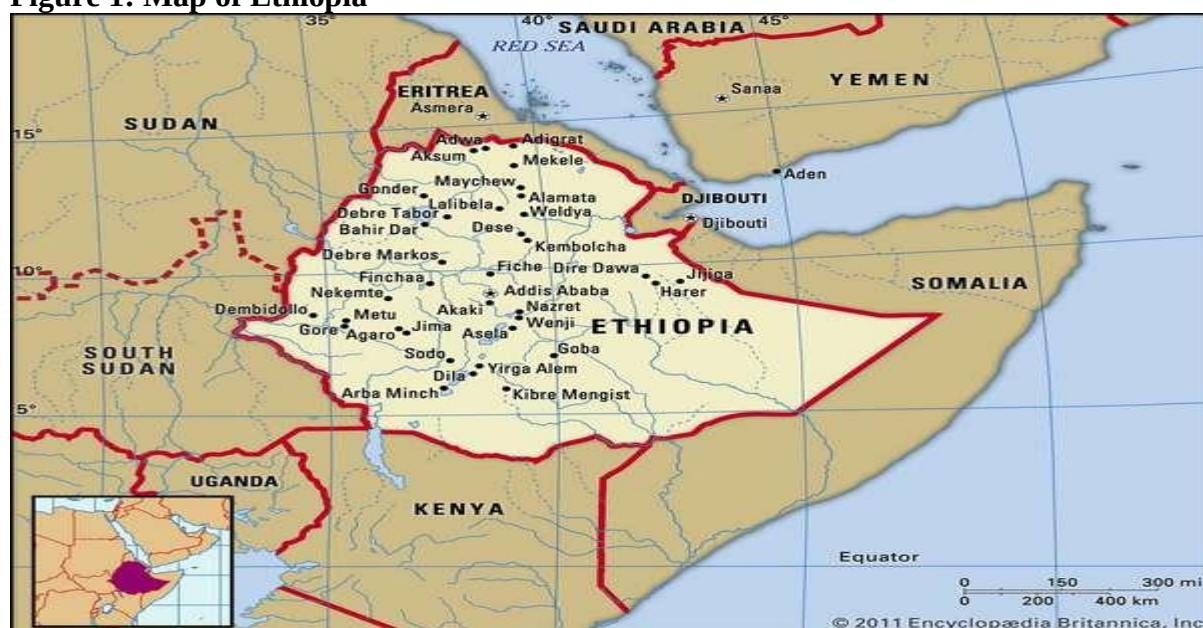 Figure 1: Map of Ethiopia
35°
40°
45°
SAUDI ARABIA
RED SEA
YEMEN
Sanaa
ERITREA
Asmera
SUDAN
15°
Adwa
Adigrat
Aksum
Mekele
Aden
Maychew
Gonder
Alamata
Lalibela
DJIBOUTI
Debre Tabor
Weldya
Djibouti
Bahir Dar
Dese
Kembolcha
Debre Markos
10°
Fiche
Dire Dawa
Jijiga
Finchaa
Harer
SOMALIA
Nekemte
Addis Ababa
Dembidollo
Metu
Akaki
Nazret
Gore
Agaro
Jima
Asela
Wenji
ETHIOPIA
SOUTH
SUDAN
Sodo
Goba
Dila
Yirga Alem
Arba Minch
Kibre Mengist
5°
UGANDA
KENYA
Equator
0 150 300 mi
0 200 400 km
© 2011 Encyclopædia Britannica, Inc